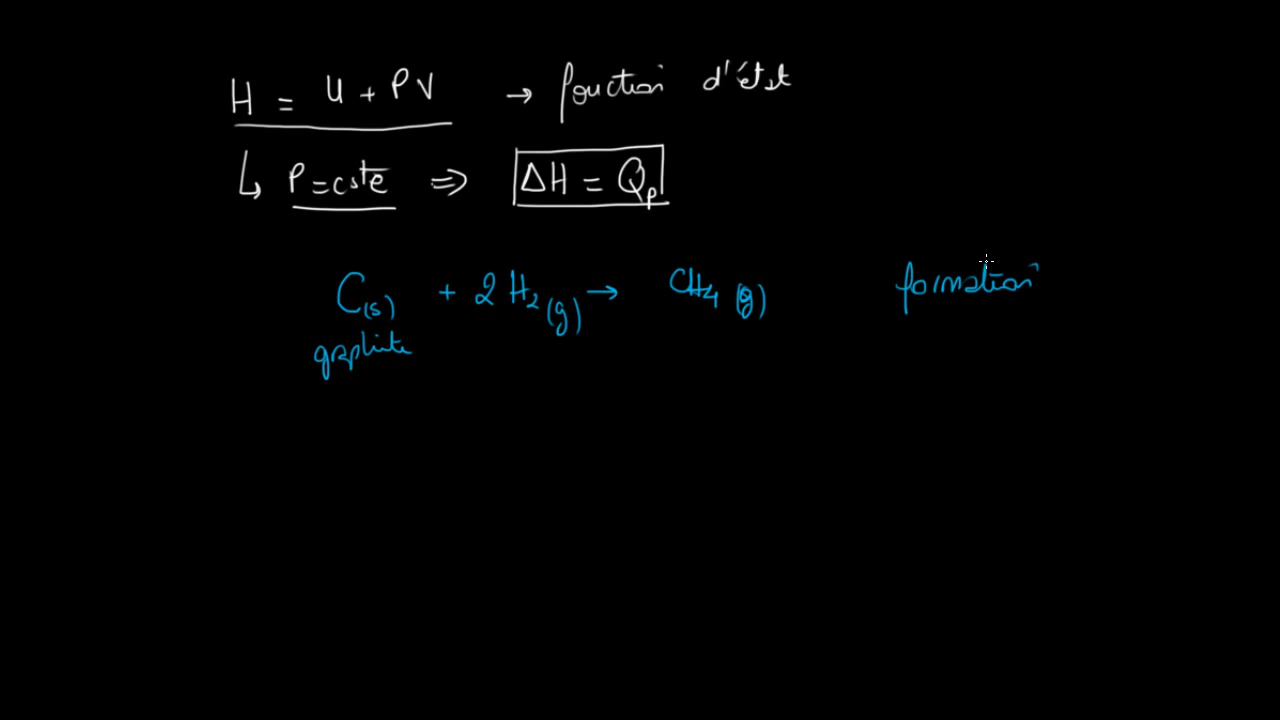 H = U + PV → fonction d'état
↳ P = cste ⇒ ΔH = Qp
C(s) + 2 H2(g) → CH4(g) formation
graphite